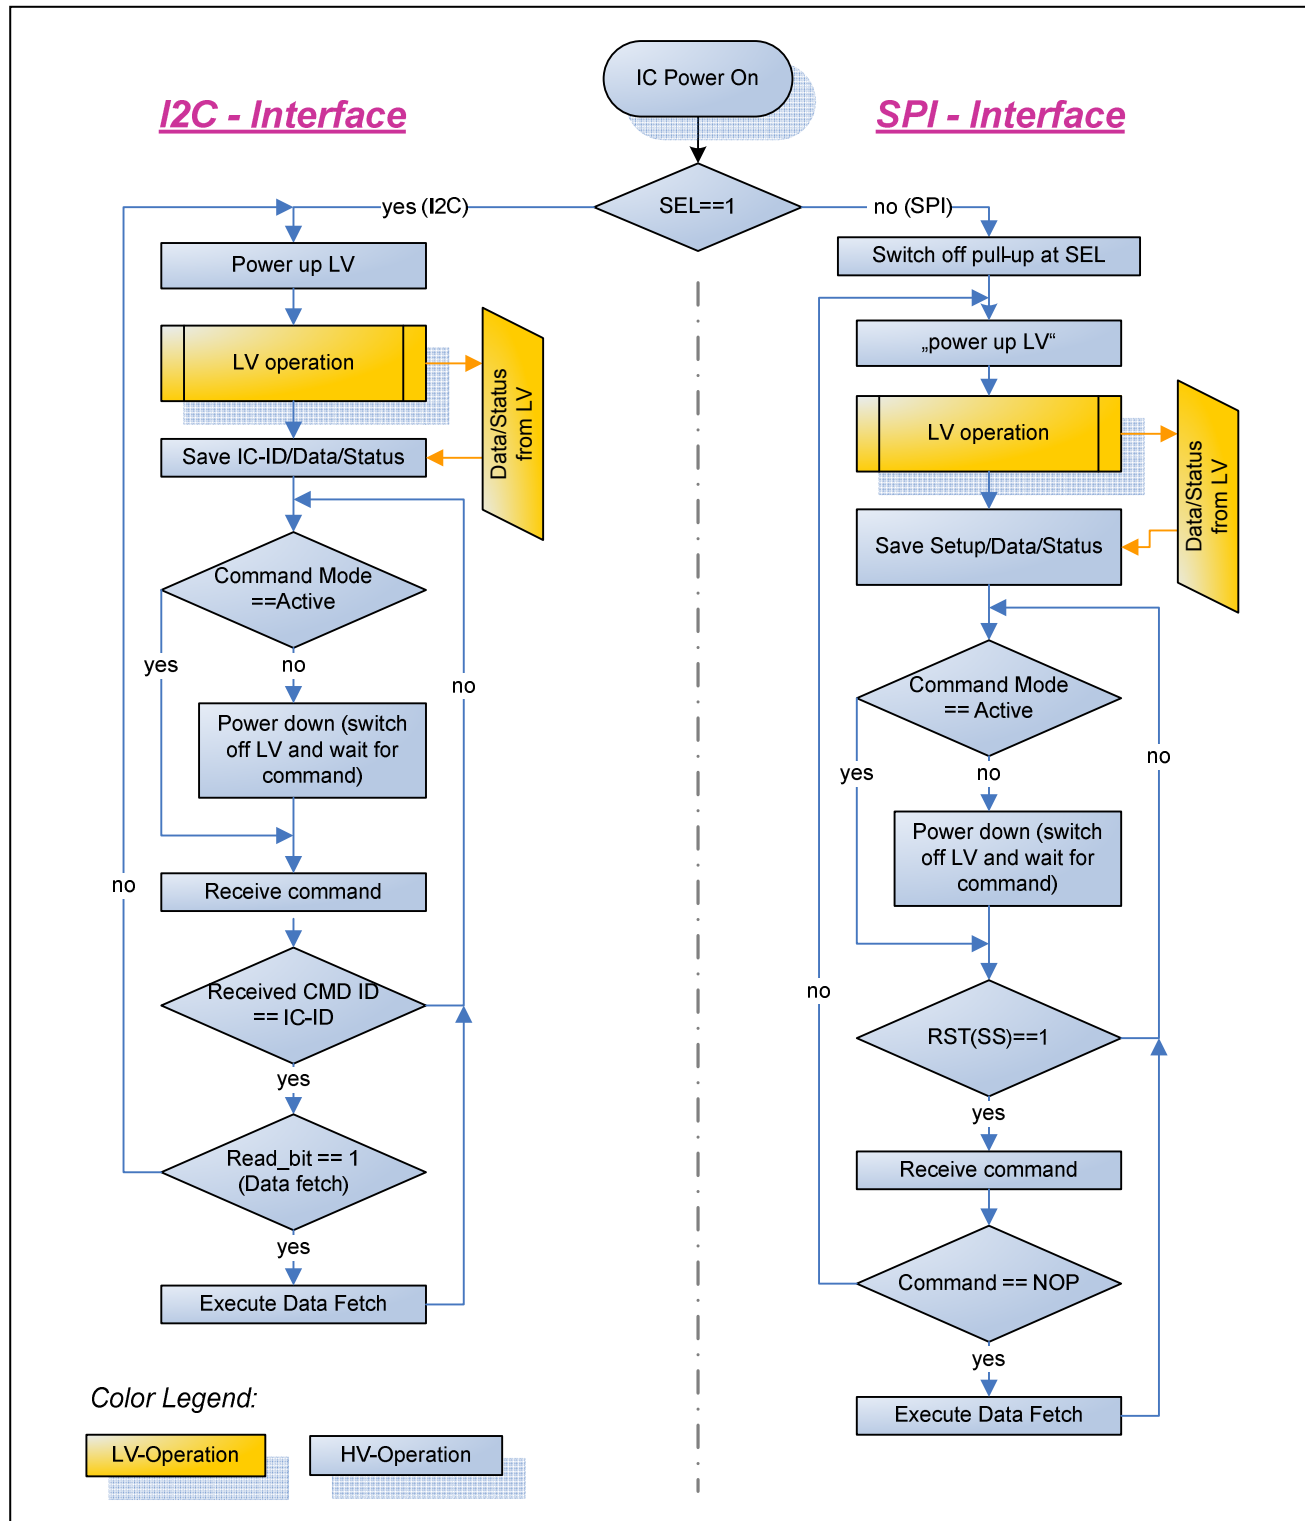 IC Power On
I2C - Interface
SPI - Interface
SEL==1
yes (I2C)
no (SPI)
Power up LV
LV operation
Data/Status
from LV
Save IC-ID/Data/Status
Command Mode
==Active
yes
no
no
Power down (switch
off LV and wait for
command)
no
Receive command
Received CMD ID
== IC-ID
yes
Read_bit == 1
(Data fetch)
yes
Execute Data Fetch
Switch off pull-up at SEL
„power up LV“
LV operation
Data/Status
from LV
Save Setup/Data/Status
Command Mode
== Active
yes
no
no
Power down (switch
off LV and wait for
command)
no
RST(SS)==1
yes
Receive command
Command == NOP
yes
Execute Data Fetch
Color Legend:
LV-Operation
HV-Operation